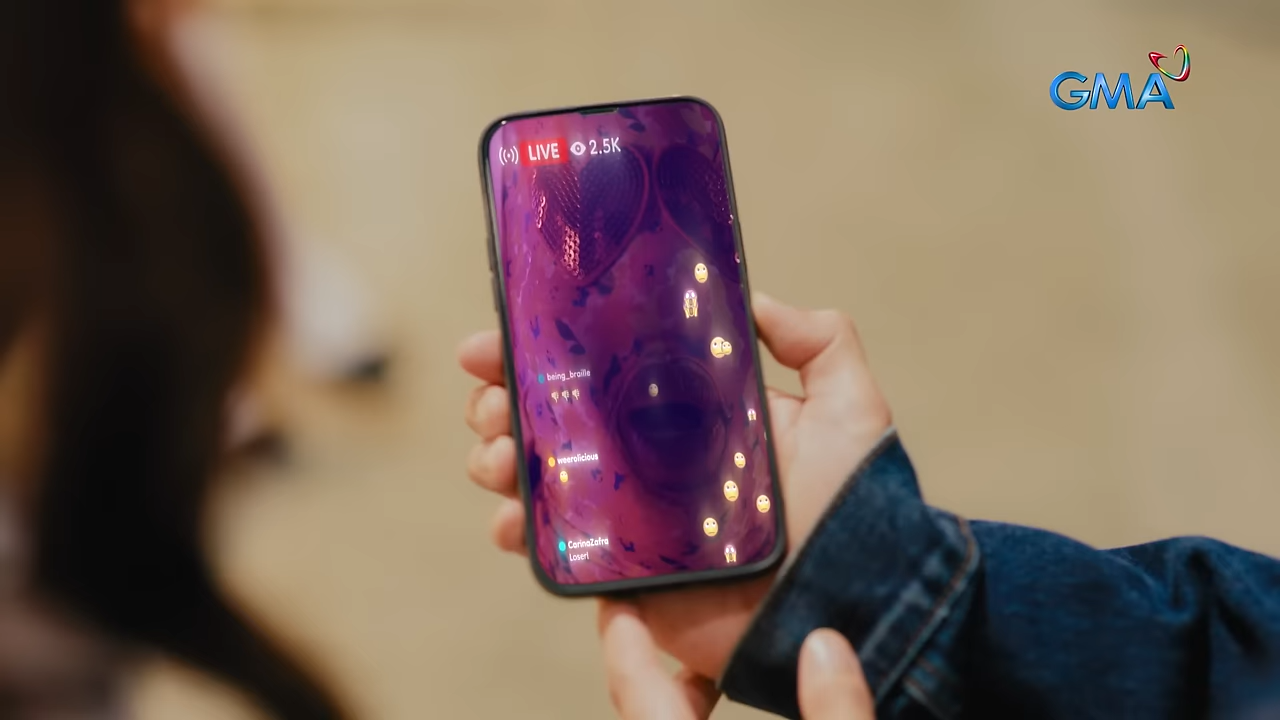 GMA
LIVE 2.5K
being_braille
weerolicious
CarinaZafra
Loser!